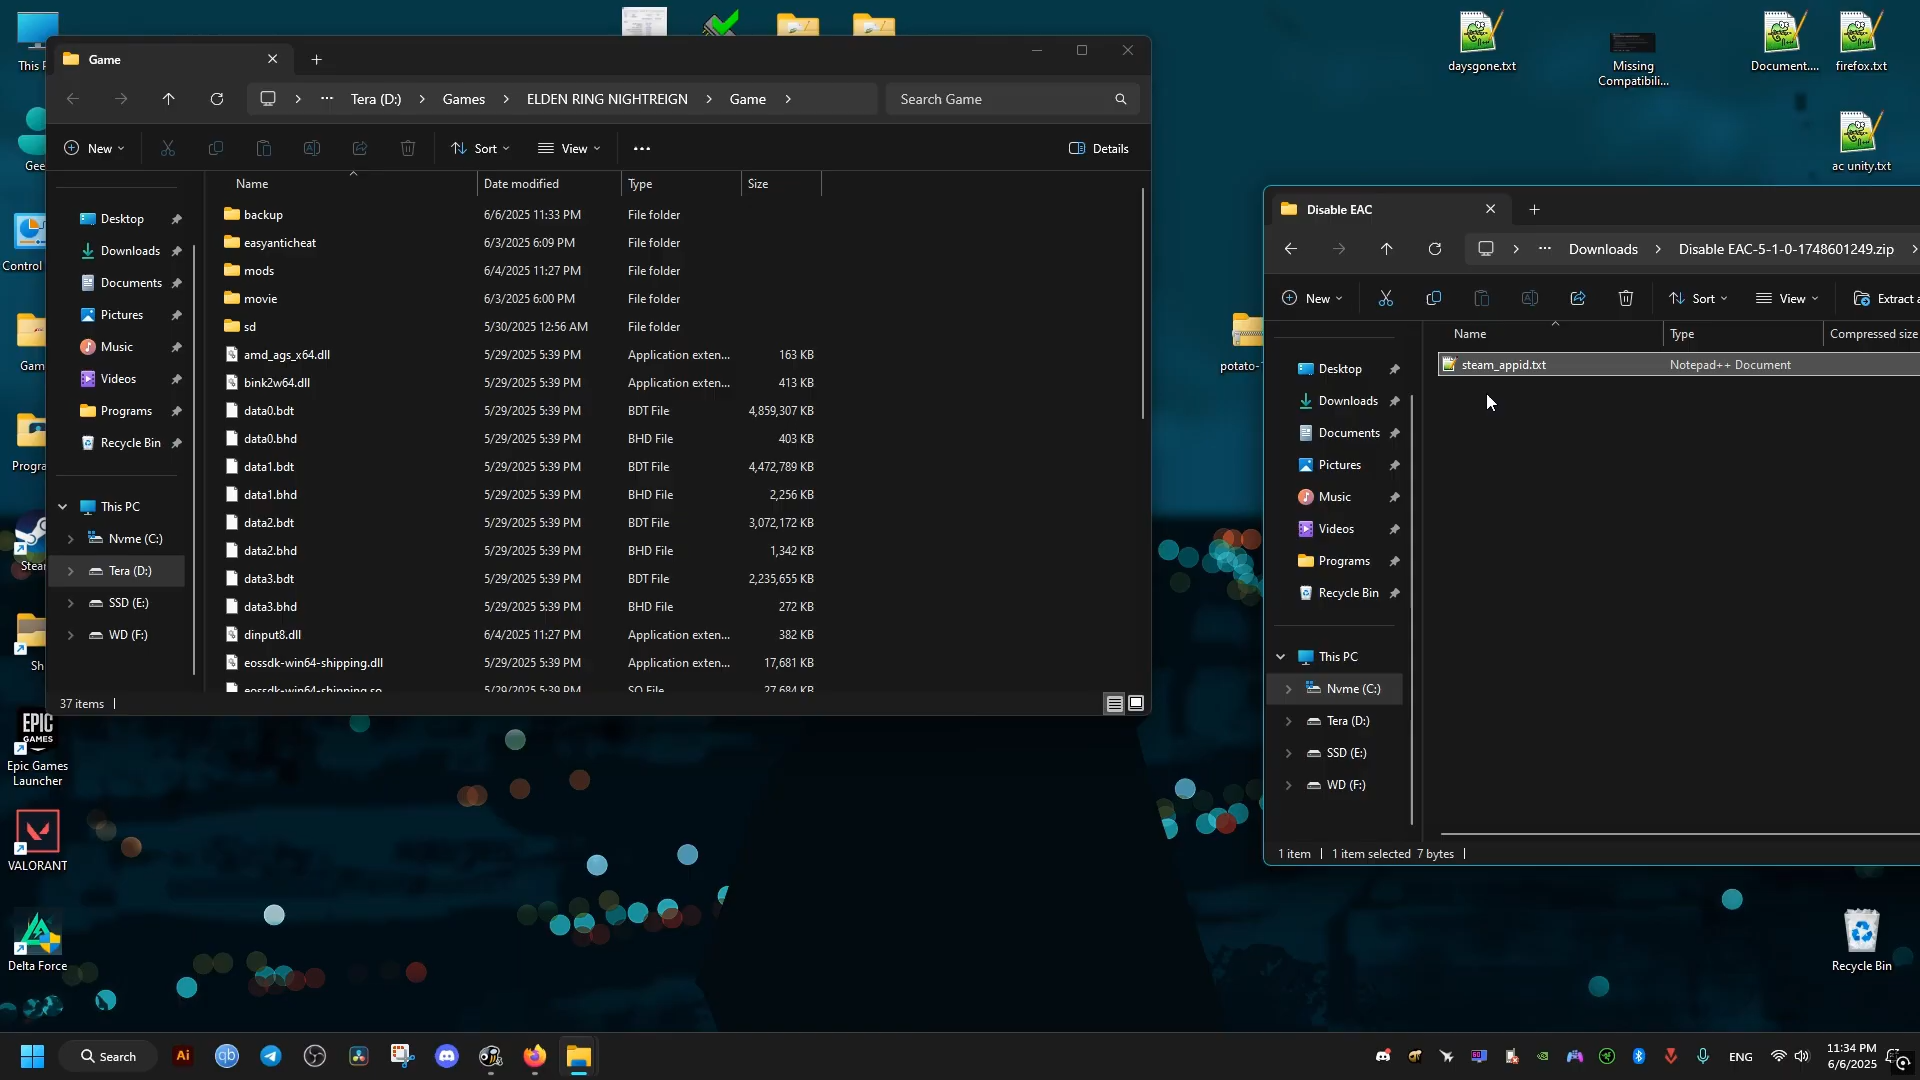 This P
Gee
Control
Gam
Progra
Stear
Sh
EPIC
GAMES
Epic Games
Launcher
VALORANT
Delta Force
Game
Tera (D:)
Games
ELDEN RING NIGHTREIGN
Game
Search Game
New
Sort
View
Details
Desktop
Downloads
Documents
Pictures
Music
Videos
Programs
Recycle Bin
This PC
Nvme (C:)
Tera (D:)
SSD (E:)
WD (F:)
Name Date modified Type Size
backup 6/6/2025 11:33 PM File folder
easyanticheat 6/3/2025 6:09 PM File folder
mods 6/4/2025 11:27 PM File folder
movie 6/3/2025 6:00 PM File folder
sd 5/30/2025 12:56 AM File folder
amd_ags_x64.dll 5/29/2025 5:39 PM Application exten... 163 KB
bink2w64.dll 5/29/2025 5:39 PM Application exten... 413 KB
data0.bdt 5/29/2025 5:39 PM BDT File 4,859,307 KB
data0.bhd 5/29/2025 5:39 PM BHD File 403 KB
data1.bdt 5/29/2025 5:39 PM BDT File 4,472,789 KB
data1.bhd 5/29/2025 5:39 PM BHD File 2,256 KB
data2.bdt 5/29/2025 5:39 PM BDT File 3,072,172 KB
data2.bhd 5/29/2025 5:39 PM BHD File 1,342 KB
data3.bdt 5/29/2025 5:39 PM BDT File 2,235,655 KB
data3.bhd 5/29/2025 5:39 PM BHD File 272 KB
dinput8.dll 6/4/2025 11:27 PM Application exten... 382 KB
eossdk-win64-shipping.dll 5/29/2025 5:39 PM Application exten... 17,681 KB
eossdk-win64-shipping.so 5/29/2025 5:39 PM SO File 27,684 KB
37 items
daysgone.txt
Missing
Compatibili...
Document....
firefox.txt
ac unity.txt
potato-
Disable EAC
Downloads
Disable EAC-5-1-0-1748601249.zip
New
Sort
View
Extract a
Desktop
Downloads
Documents
Pictures
Music
Videos
Programs
Recycle Bin
This PC
Nvme (C:)
Tera (D:)
SSD (E:)
WD (F:)
Name Type Compressed size
steam_appid.txt Notepad++ Document
1 item 1 item selected 7 bytes
Recycle Bin
Search
Ai
qb
ENG
11:34 PM
6/6/2025